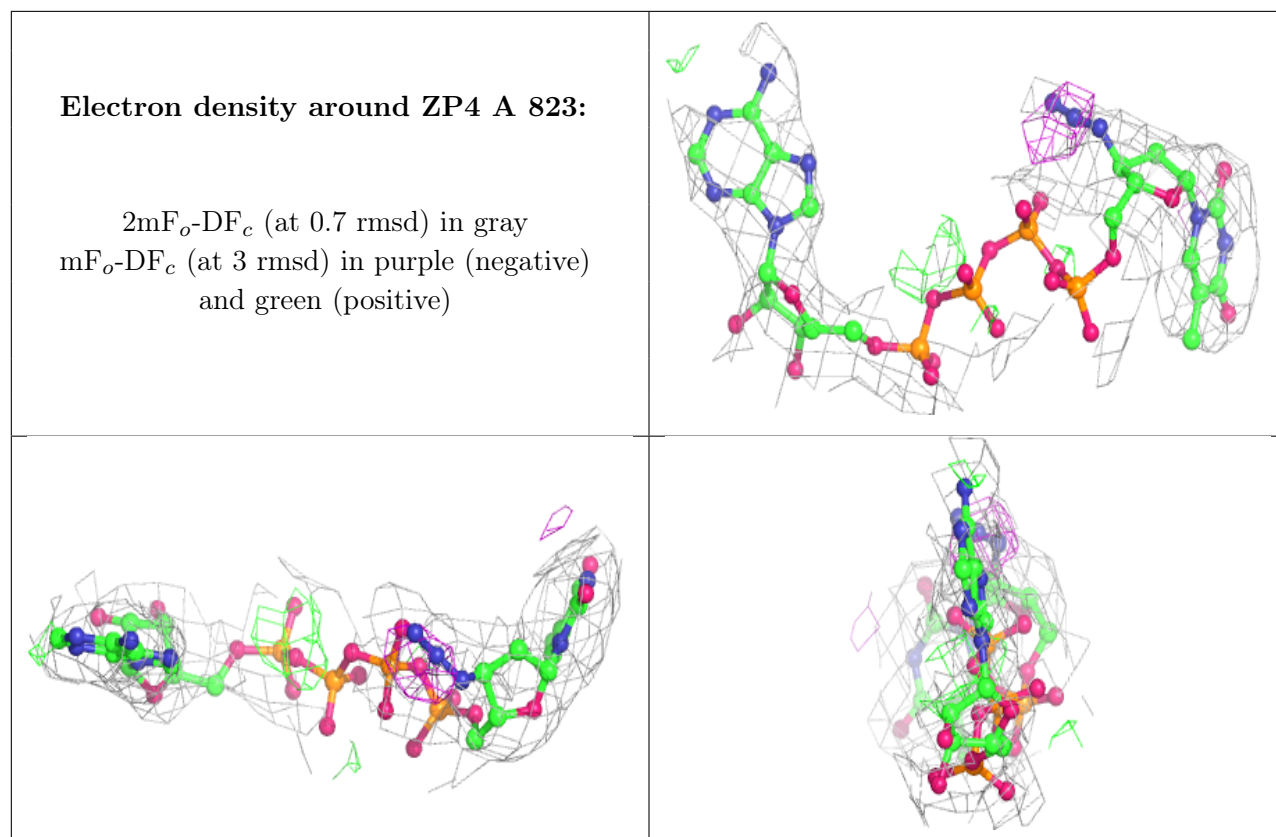 Electron density around ZP4 A 823:
2mFₒ-DF𝒸 (at 0.7 rmsd) in gray
mFₒ-DF𝒸 (at 3 rmsd) in purple (negative)
and green (positive)